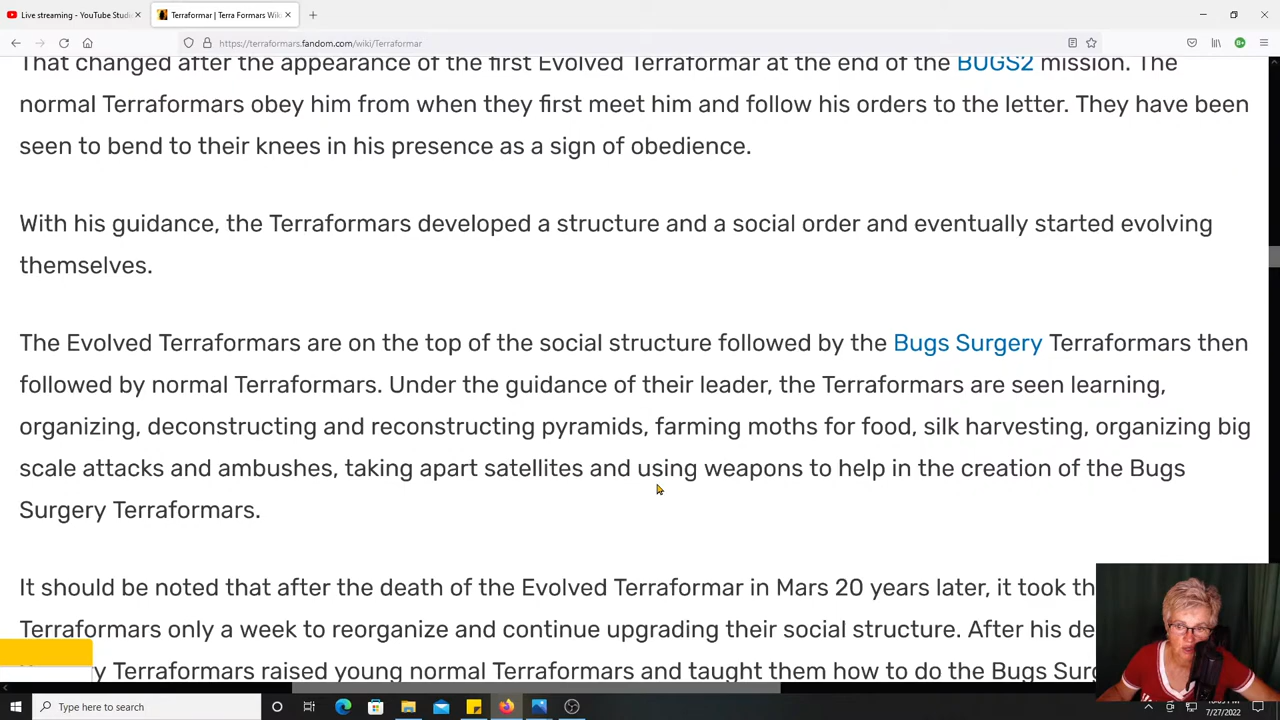 Live streaming - YouTube Studi
Terraformar | Terra Formars Wiki
https://terraformars.fandom.com/wiki/Terraformar
That changed after the appearance of the first Evolved Terraformar at the end of the BUGS2 mission. The
normal Terraformars obey him from when they first meet him and follow his orders to the letter. They have been
seen to bend to their knees in his presence as a sign of obedience.
With his guidance, the Terraformars developed a structure and a social order and eventually started evolving
themselves.
The Evolved Terraformars are on the top of the social structure followed by the Bugs Surgery Terraformars then
followed by normal Terraformars. Under the guidance of their leader, the Terraformars are seen learning,
organizing, deconstructing and reconstructing pyramids, farming moths for food, silk harvesting, organizing big
scale attacks and ambushes, taking apart satellites and using weapons to help in the creation of the Bugs
Surgery Terraformars.
It should be noted that after the death of the Evolved Terraformar in Mars 20 years later, it took th
Terraformars only a week to reorganize and continue upgrading their social structure. After his de
y Terraformars raised young normal Terraformars and taught them how to do the Bugs Surg
Type here to search
7/27/2022